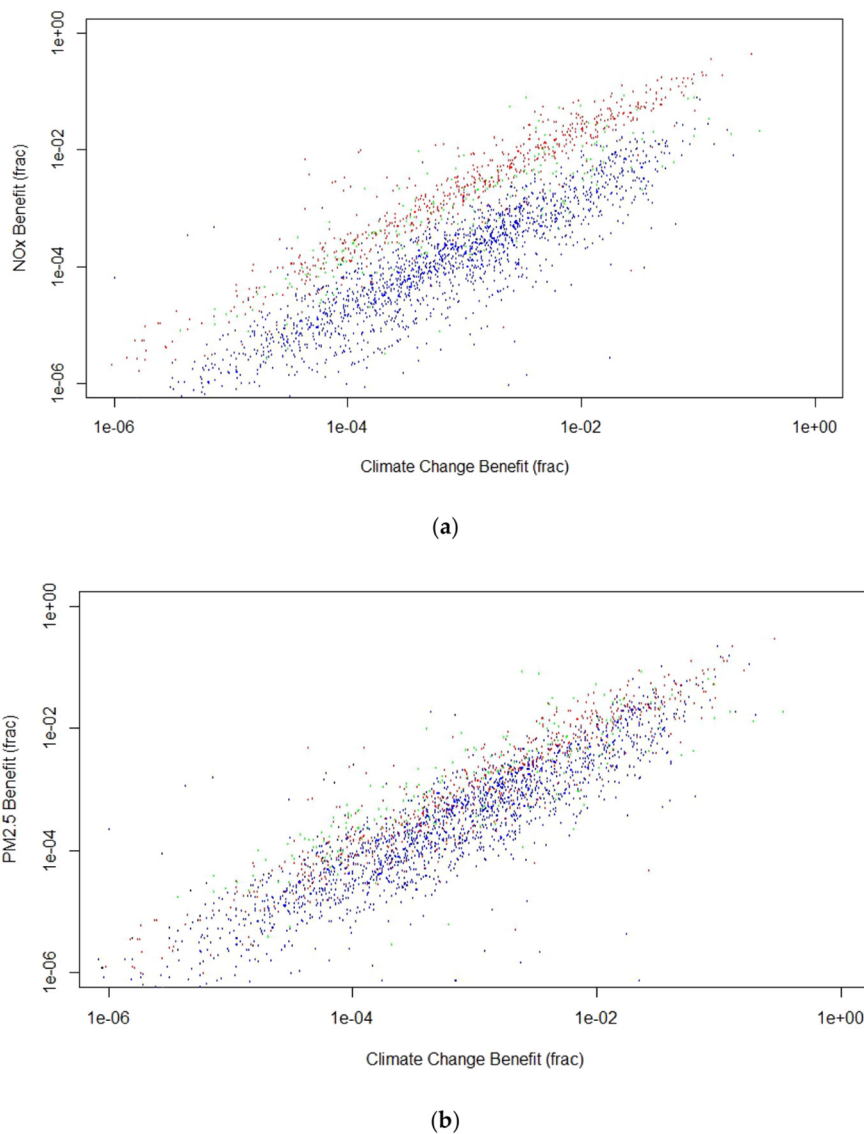 1e+00
1e-02
1e-04
1e-06
NOx Benefit (frac)
1e-06 1e-04 1e-02 1e+00
Climate Change Benefit (frac)
(a)
1e+00
1e-02
1e-04
1e-06
PM2.5 Benefit (frac)
1e-06 1e-04 1e-02 1e+00
Climate Change Benefit (frac)
(b)